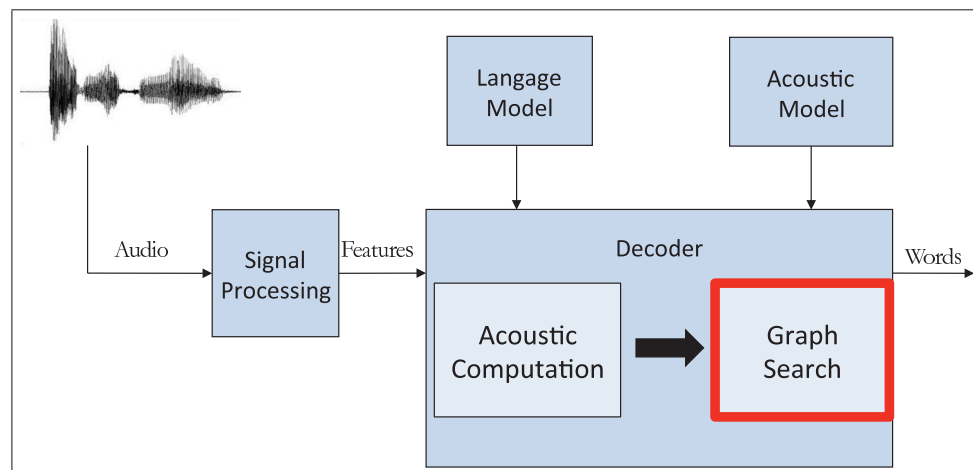 Langage
Model
Acoustic
Model
Audio
Signal
Processing
Features
Decoder
Acoustic
Computation
Graph
Search
Words